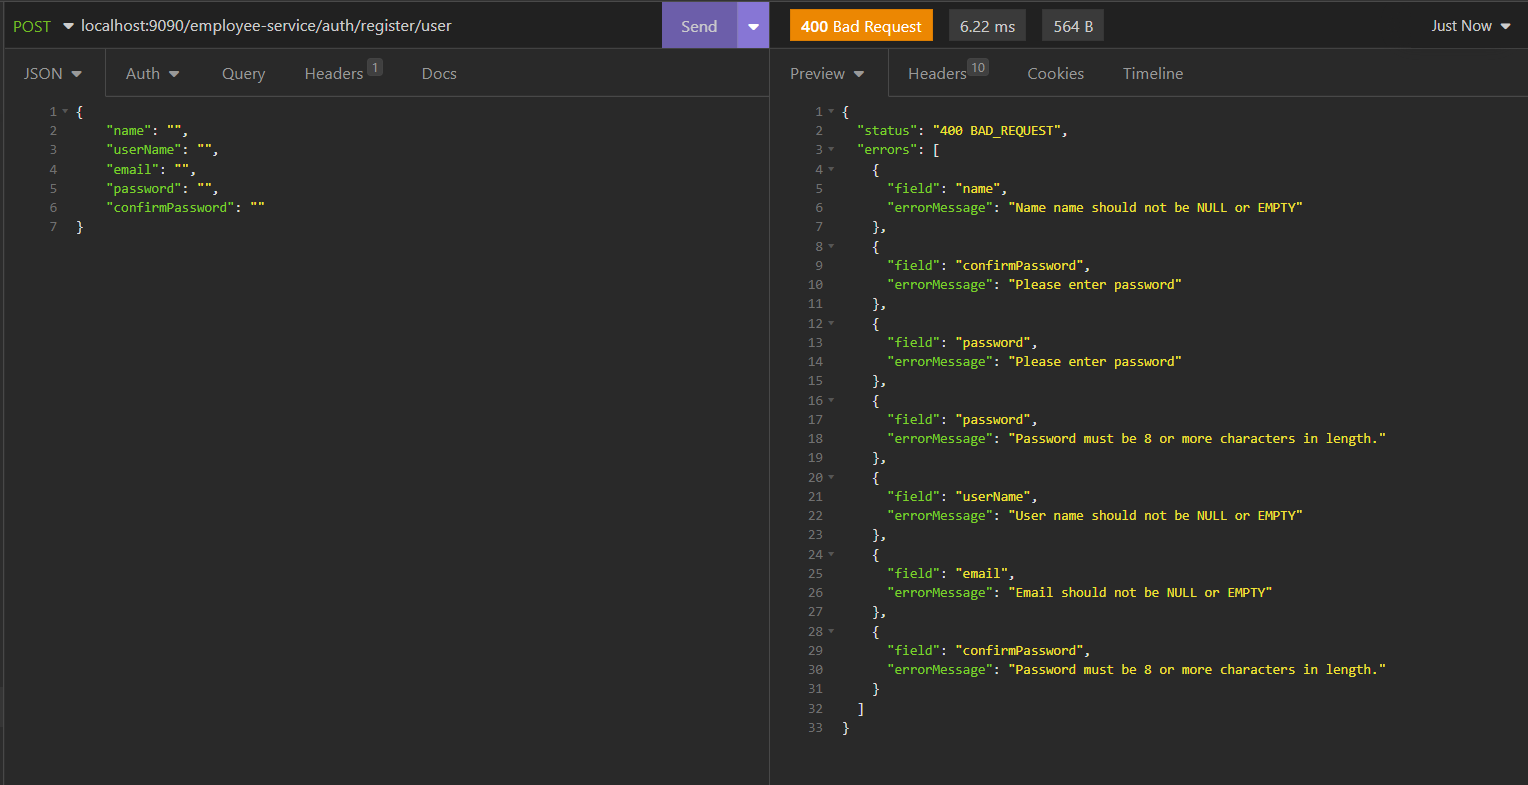 POST localhost:9090/employee-service/auth/register/user Send 400 Bad Request 6.22 ms 564 B Just Now
JSON Auth Query Headers 1 Docs
1 {
2 "name": "",
3 "userName": "",
4 "email": "",
5 "password": "",
6 "confirmPassword": ""
7 }
Preview Headers 10 Cookies Timeline
1 {
2 "status": "400 BAD_REQUEST",
3 "errors": [
4 {
5 "field": "name",
6 "errorMessage": "Name name should not be NULL or EMPTY"
7 },
8 {
9 "field": "confirmPassword",
10 "errorMessage": "Please enter password"
11 },
12 {
13 "field": "password",
14 "errorMessage": "Please enter password"
15 },
16 {
17 "field": "password",
18 "errorMessage": "Password must be 8 or more characters in length."
19 },
20 {
21 "field": "userName",
22 "errorMessage": "User name should not be NULL or EMPTY"
23 },
24 {
25 "field": "email",
26 "errorMessage": "Email should not be NULL or EMPTY"
27 },
28 {
29 "field": "confirmPassword",
30 "errorMessage": "Password must be 8 or more characters in length."
31 }
32 ]
33 }